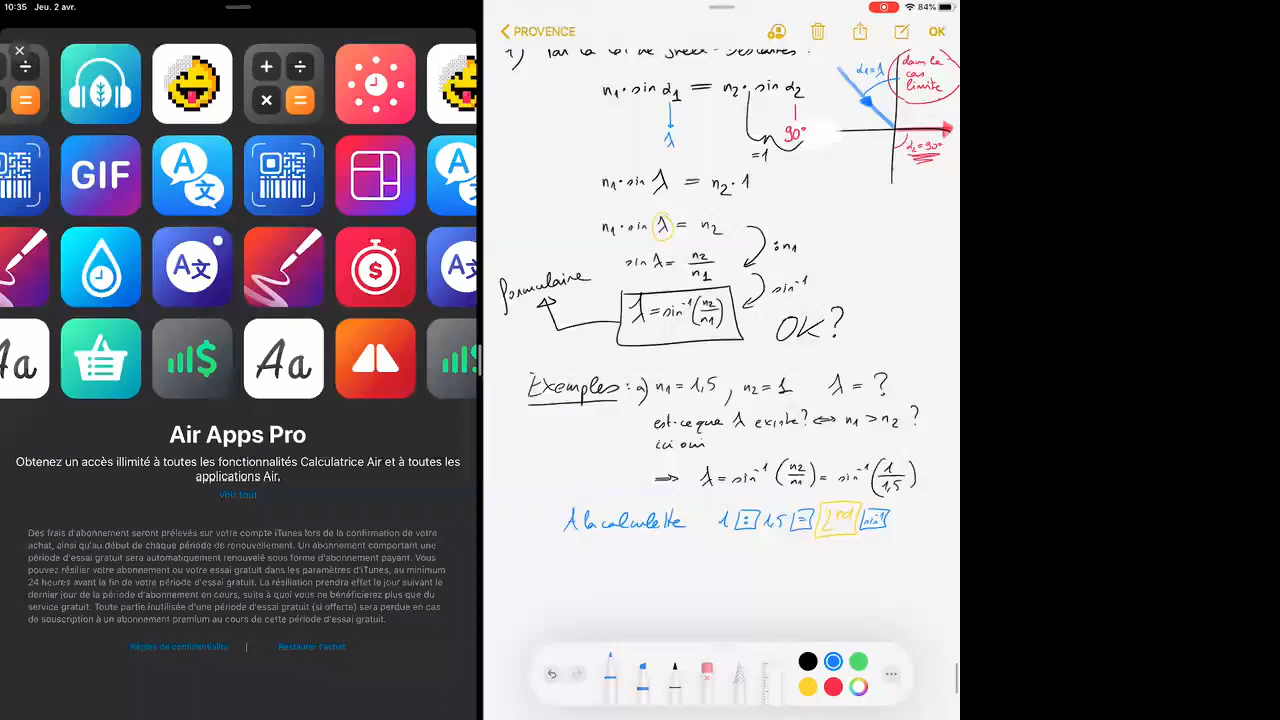 10:35 Jeu. 2 avr.
GIF
A 文
A文
A文
$
Aa
$
Aa
Air Apps Pro
Obtenez un accès illimité à toutes les fonctionnalités Calculatrice Air et à toutes les
applications Air.
Voir tout
Des frais d'abonnement seront prélevés sur votre compte iTunes lors de la confirmation de votre
achat, ainsi qu'au début de chaque période de renouvellement. Un abonnement comportant une
période d'essai gratuit sera automatiquement renouvelé sous forme d'abonnement payant. Vous
pouvez résilier votre abonnement ou votre essai gratuit dans les paramètres d'iTunes, au minimum
24 heures avant la fin de votre période d'essai gratuit. La résiliation prendra effet le jour suivant le
dernier jour de la période d'abonnement en cours, suite à quoi vous ne bénéficierez plus que du
service gratuit. Toute partie inutilisée d'une période d'essai gratuit (si offerte) sera perdue en cas
de souscription à un abonnement premium au cours de cette période d'essai gratuit.
Règles de confidentialité | Restaurer l'achat
84%
PROVENCE
OK
n1 · sin α1 = n2 · sin α2
λ
90°
=1
α1=λ
dans le
cas
limite
α2=90°
n1 · sin λ = n2 · 1
n1 · sin λ = n2
: n1
sin λ = n2/n1
sin⁻¹
formulaire
λ = sin⁻¹(n2/n1)
OK?
Exemples : a) n1 = 1,5 , n2 = 1 λ = ?
est-ce que λ existe? ⟺ n1 > n2 ?
ici oui
⟹ λ = sin⁻¹(n2/n1) = sin⁻¹(1/1,5)
A la calculette 1 : 1,5 = 2nd sin⁻¹